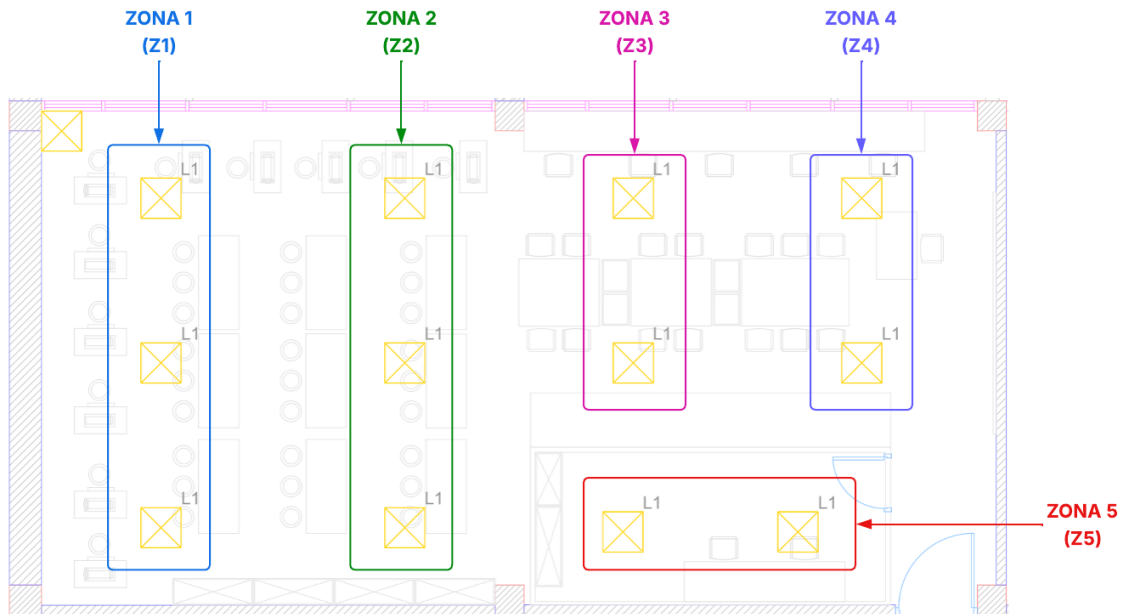 ZONA 1
(Z1)
ZONA 2
(Z2)
ZONA 3
(Z3)
ZONA 4
(Z4)
L1
L1
L1
L1
L1
L1
L1
L1
L1
L1
L1
L1
ZONA 5
(Z5)